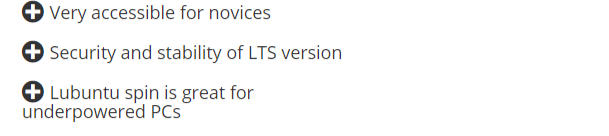 Very accessible for novices
Security and stability of LTS version
Lubuntu spin is great for
underpowered PCs